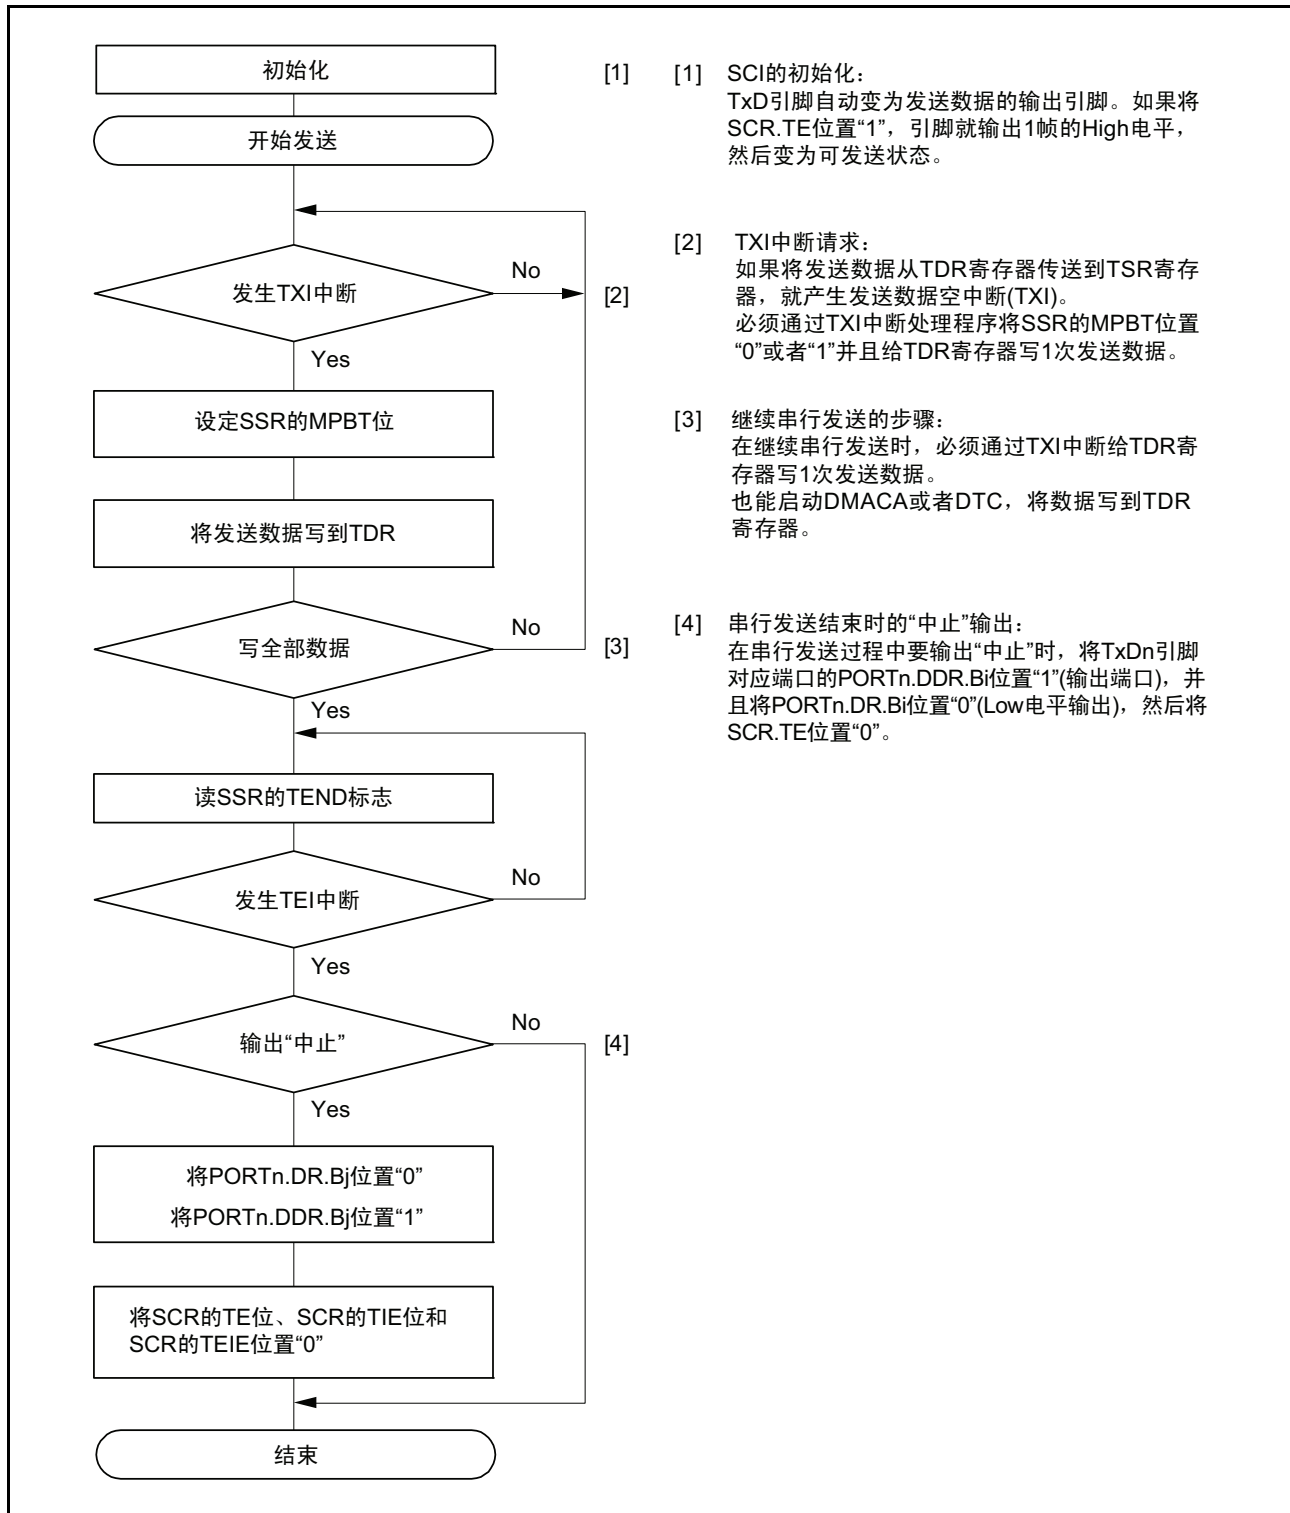 初始化
[1]
开始发送
发生TXI中断
No
[2]
Yes
设定SSR的MPBT位
将发送数据写到TDR
写全部数据
No
[3]
Yes
读SSR的TEND标志
发生TEI中断
No
Yes
输出“中止”
No
[4]
Yes
将PORTn.DR.Bj位置“0”
将PORTn.DDR.Bj位置“1”
将SCR的TE位、SCR的TIE位和
SCR的TEIE位置“0”
结束
[1] SCI的初始化：
TxD引脚自动变为发送数据的输出引脚。如果将
SCR.TE位置“1”，引脚就输出1帧的High电平，
然后变为可发送状态。
[2] TXI中断请求：
如果将发送数据从TDR寄存器传送到TSR寄存
器，就产生发送数据空中断(TXI)。
必须通过TXI中断处理程序将SSR的MPBT位置
“0”或者“1”并且给TDR寄存器写1次发送数据。
[3] 继续串行发送的步骤：
在继续串行发送时，必须通过TXI中断给TDR寄
存器写1次发送数据。
也能启动DMACA或者DTC，将数据写到TDR
寄存器。
[4] 串行发送结束时的“中止”输出：
在串行发送过程中要输出“中止”时，将TxDn引脚
对应端口的PORTn.DDR.Bi位置“1”(输出端口)，并
且将PORTn.DR.Bi位置“0”(Low电平输出)，然后将
SCR.TE位置“0”。